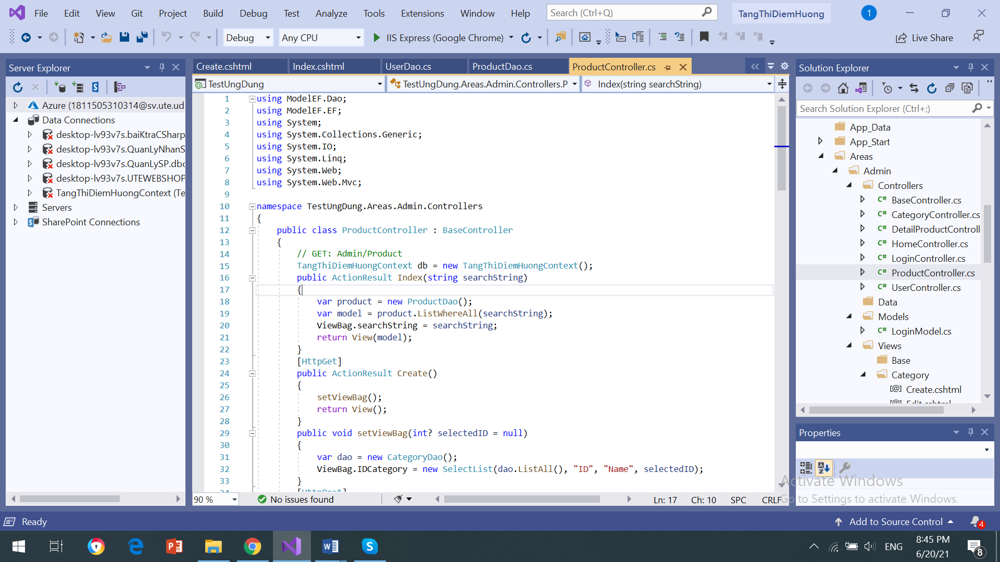 File Edit View Git Project Build Debug Test Analyze Tools Extensions Window Help Search (Ctrl+Q) TangThiDiemHuong 1
Debug Any CPU IIS Express (Google Chrome) Live Share
Server Explorer
Azure (1811505310314@sv.ute.ud
Data Connections
desktop-lv93v7s.baiKtraCSharp
desktop-lv93v7s.QuanLyNhanS
desktop-lv93v7s.QuanLySP.dbo
desktop-lv93v7s.UTEWEBSHOP
TangThiDiemHuongContext (Te
Servers
SharePoint Connections
Create.cshtml Index.cshtml UserDao.cs ProductDao.cs ProductController.cs
TestUngDung TestUngDung.Areas.Admin.Controllers.P Index(string searchString)
1 using ModelEF.Dao;
2 using ModelEF.EF;
3 using System;
4 using System.Collections.Generic;
5 using System.IO;
6 using System.Linq;
7 using System.Web;
8 using System.Web.Mvc;
9
10 namespace TestUngDung.Areas.Admin.Controllers
11 {
12 public class ProductController : BaseController
13 {
14 // GET: Admin/Product
15 TangThiDiemHuongContext db = new TangThiDiemHuongContext();
16 public ActionResult Index(string searchString)
17 {
18 var product = new ProductDao();
19 var model = product.ListWhereAll(searchString);
20 ViewBag.searchString = searchString;
21 return View(model);
22 }
23 [HttpGet]
24 public ActionResult Create()
25 {
26 setViewBag();
27 return View();
28 }
29 public void setViewBag(int? selectedID = null)
30 {
31 var dao = new CategoryDao();
32 ViewBag.IDCategory = new SelectList(dao.ListAll(), "ID", "Name", selectedID);
33 }
34 [HttpPost]
90 % No issues found Ln: 17 Ch: 10 SPC CRLF
Solution Explorer
Search Solution Explorer (Ctrl+;)
App_Data
App_Start
Areas
Admin
Controllers
C# BaseController.cs
C# CategoryController.cs
C# DetailProductControll
C# HomeController.cs
C# LoginController.cs
C# ProductController.cs
C# UserController.cs
Data
Models
C# LoginModel.cs
Views
Base
Category
Create.cshtml
Edit.cshtml
Properties
Activate Windows
Go to Settings to activate Windows.
Ready Add to Source Control 4
ENG 8:45 PM
6/20/21 8